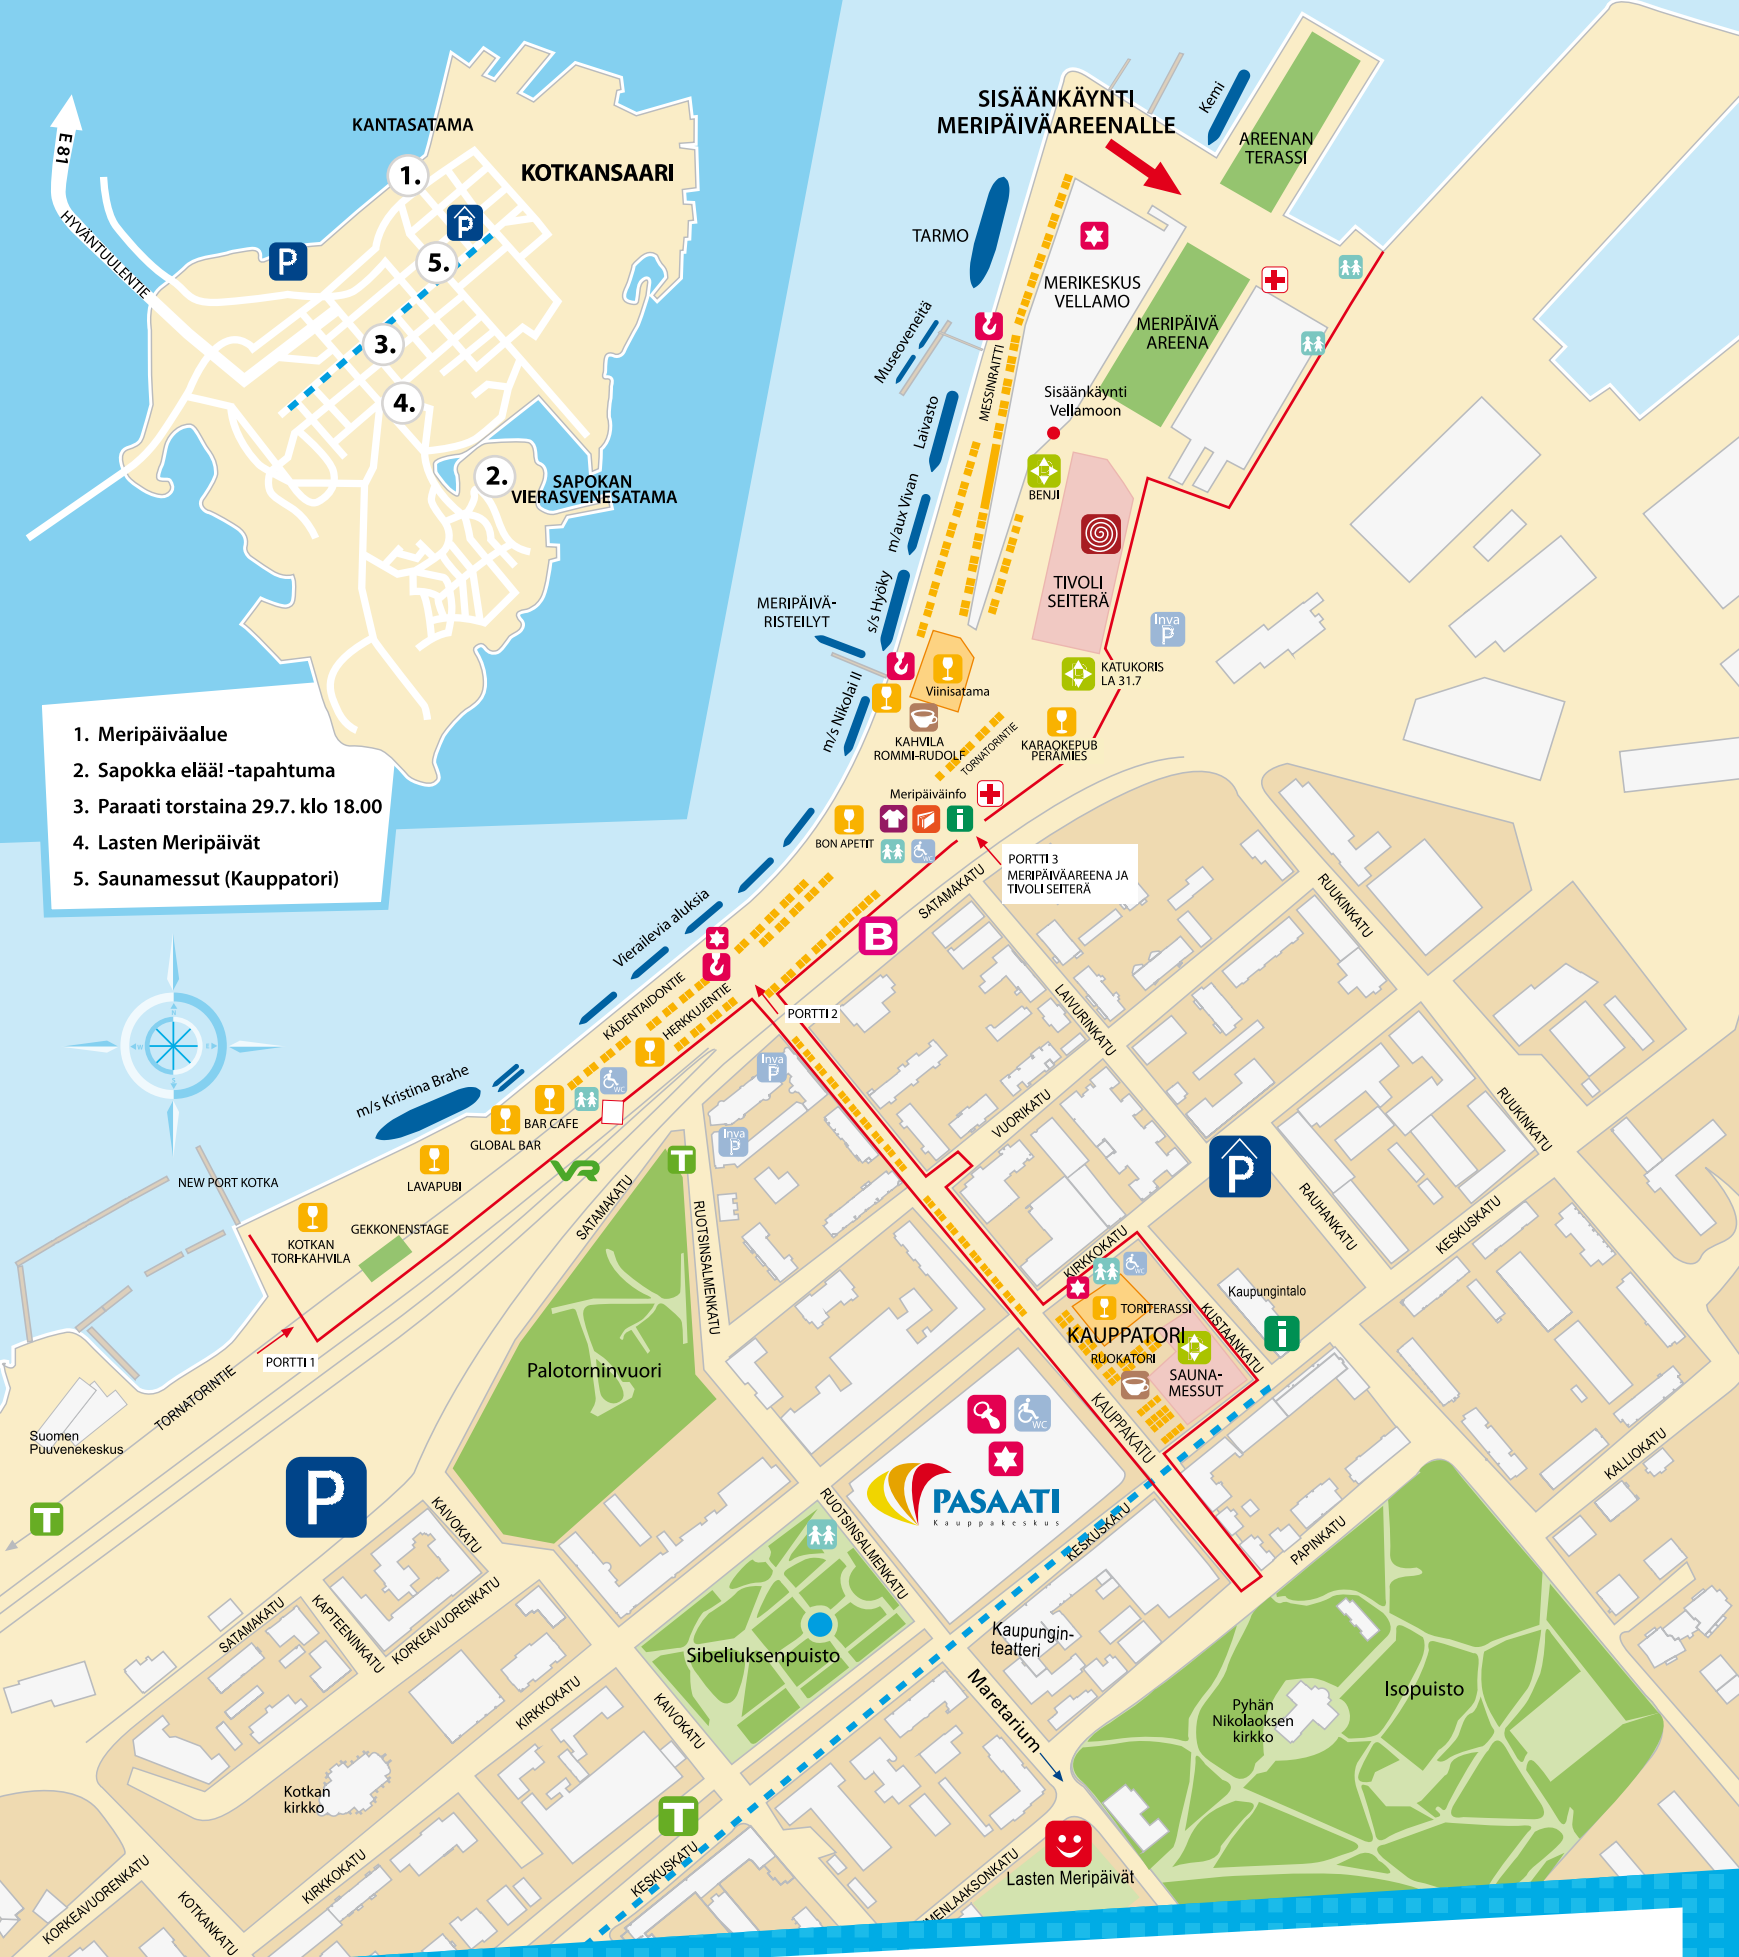 E 81
HYVÄNTUULENTIE
KANTASATAMA
KOTKANSAARI
1.
P
P
5.
3.
4.
2.
SAPOKAN
VIERASVENESATAMA
1. Meripäiväalue
2. Sapokka elää! -tapahtuma
3. Paraati torstaina 29.7. klo 18.00
4. Lasten Meripäivät
5. Saunamessut (Kauppatori)
SISÄÄNKÄYNTI
MERIPÄIVÄAREENALLE
Kemi
AREENAN
TERASSI
TARMO
MERIKESKUS
VELLAMO
MERIPÄIVÄ
AREENA
Museoveneitä
MESSINRAITTI
Sisäänkäynti
Vellamoon
Laivasto
BENJI
m/aux Vivan
TIVOLI
SEITERÄ
s/s Hyöky
MERIPÄIVÄ-
RISTEILYT
Inva
P
KATUKORIS
LA 31.7
Viinisatama
m/s Nikolai II
KAHVILA
ROMMI-RUDOLF
TORNATORINTIE
KARAOKEPUB
PERÄMIES
Meripäiväinfo
i
BON APETIT
WC
PORTTI 3
MERIPÄIVÄAREENA JA
TIVOLI SEITERÄ
SATAMAKATU
B
RUUKINKATU
Vierailevia aluksia
KÄDENTAIDONTIE
HERKKUJENTIE
PORTTI 2
LAIVURINKATU
Inva
P
WC
m/s Kristina Brahe
BAR CAFE
GLOBAL BAR
LAVAPUBI
VR
T
Inva
P
VUORIKATU
RUUKINKATU
P
NEW PORT KOTKA
KOTKAN
TORI-KAHVILA
GEKKONENSTAGE
SATAMAKATU
RUOTSINSALMENKATU
RAUHANKATU
KESKUSKATU
KIRKKOKATU
WC
TORITERASSI
KUSTAANKATU
Kaupungintalo
i
KAUPPATORI
RUOKATORI
SAUNA-
MESSUT
PORTTI 1
TORNATORINTIE
Palotorninvuori
KAUPPAKATU
WC
Suomen
Puuvenekeskus
T
P
PASAATI
Kauppakeskus
KALLIOKATU
KAIVOKATU
RUOTSINSALMENKATU
KESKUSKATU
PAPINKATU
SATAMAKATU
KAPTEENINKATU
KORKEAVUORENKATU
Sibeliuksenpuisto
Kaupungin-
teatteri
Maretarium
Isopuisto
Pyhän
Nikolaoksen
kirkko
KIRKKOKATU
KAIVOKATU
Kotkan
kirkko
T
Lasten Meripäivät
KESKUSKATU
KIRKKOKATU
KORKEAVUORENKATU
KOTKANKATU